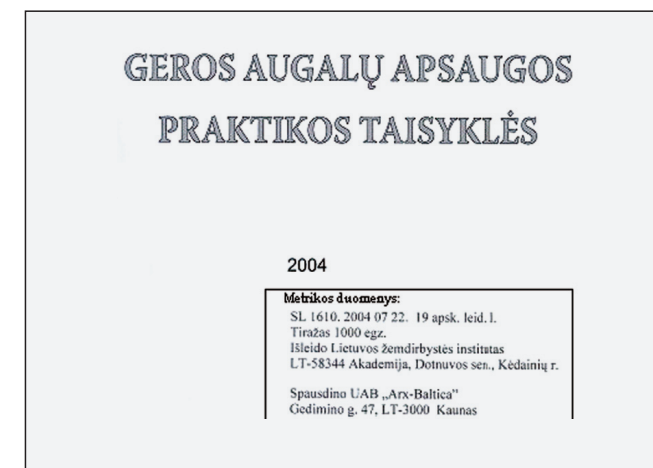 GEROS AUGALŲ APSAUGOS
PRAKTIKOS TAISYKLĖS
2004
Metrikos duomenys:
SL 1610. 2004 07 22. 19 apsk. leid. l.
Tiražas 1000 egz.
Išleido Lietuvos žemdirbystės institutas
LT-58344 Akademija, Dotnuvos sen., Kėdainių r.
Spausdino UAB „Arx-Baltica”
Gedimino g. 47, LT-3000 Kaunas